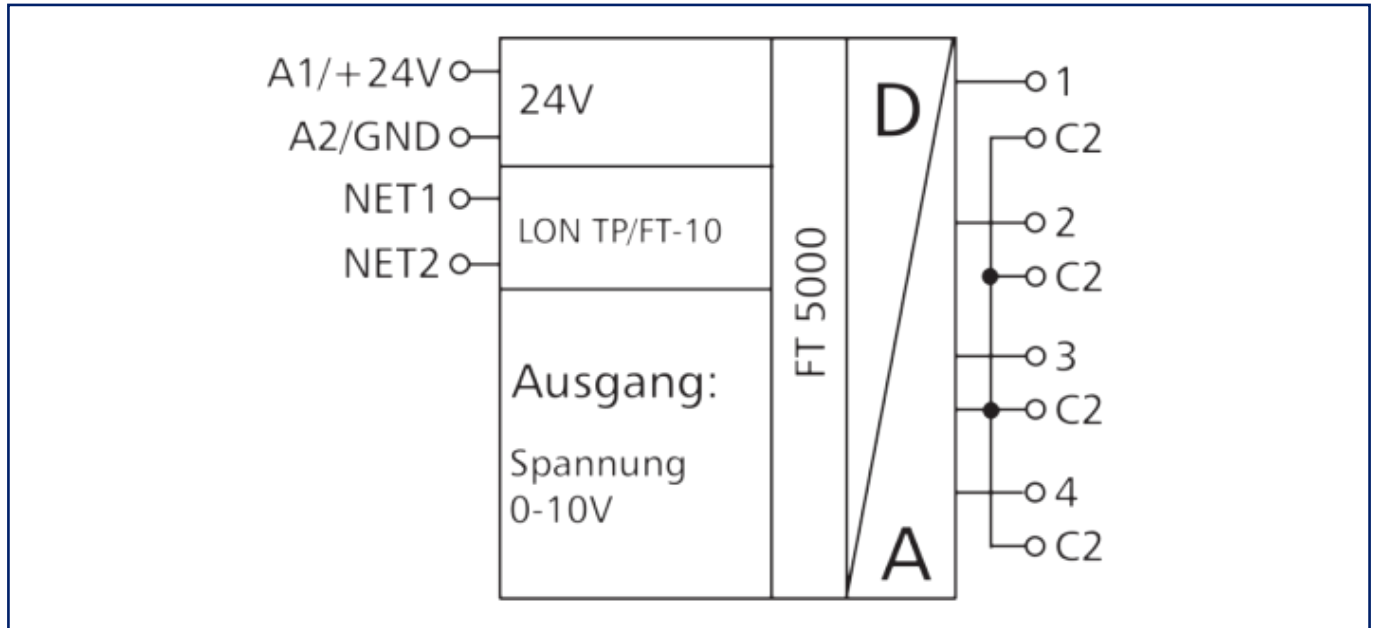 A1/+24V
A2/GND
NET1
NET2
24V
LON TP/FT-10
Ausgang:
Spannung
0-10V
FT 5000
D
A
1
C2
2
C2
3
C2
4
C2